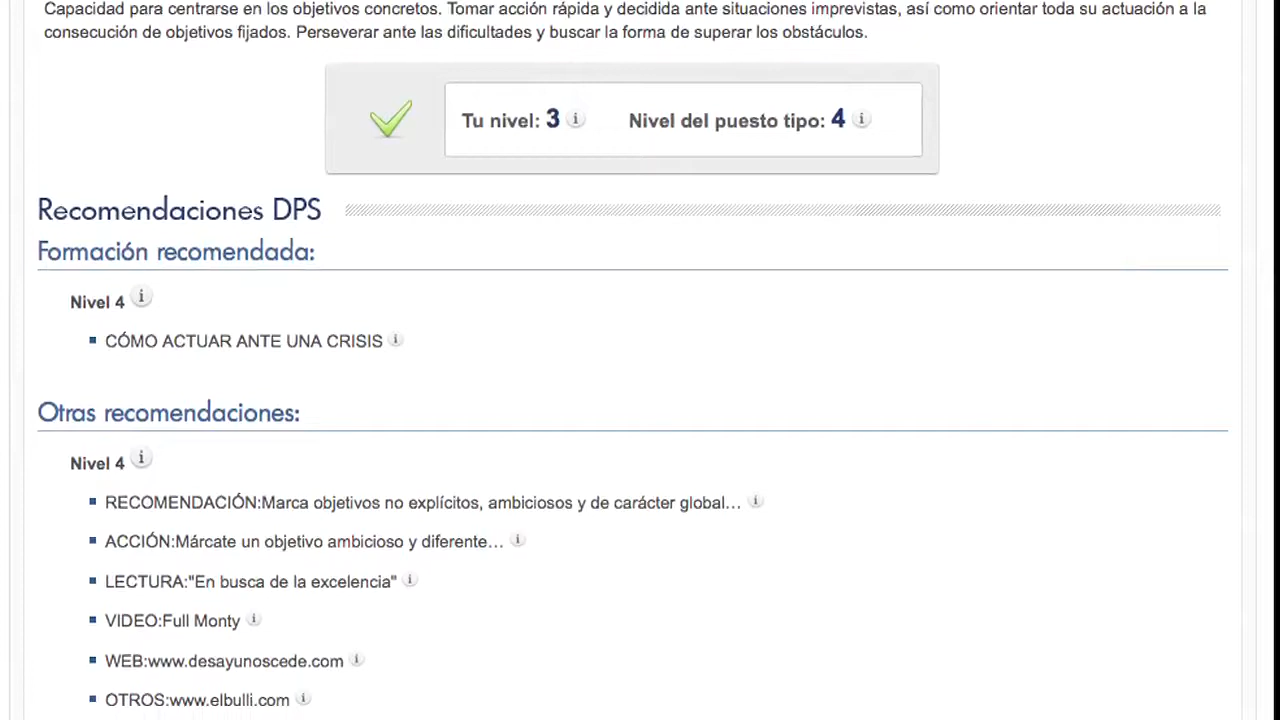 Capacidad para centrarse en los objetivos concretos. Tomar acción rápida y decidida ante situaciones imprevistas, así como orientar toda su actuación a la
consecución de objetivos fijados. Perseverar ante las dificultades y buscar la forma de superar los obstáculos.
Tu nivel: 3 i Nivel del puesto tipo: 4 i
Recomendaciones DPS
Formación recomendada:
Nivel 4 i
CÓMO ACTUAR ANTE UNA CRISIS i
Otras recomendaciones:
Nivel 4 i
RECOMENDACIÓN:Marca objetivos no explícitos, ambiciosos y de carácter global… i
ACCIÓN:Márcate un objetivo ambicioso y diferente… i
LECTURA:"En busca de la excelencia" i
VIDEO:Full Monty i
WEB:www.desayunoscede.com i
OTROS:www.elbulli.com i